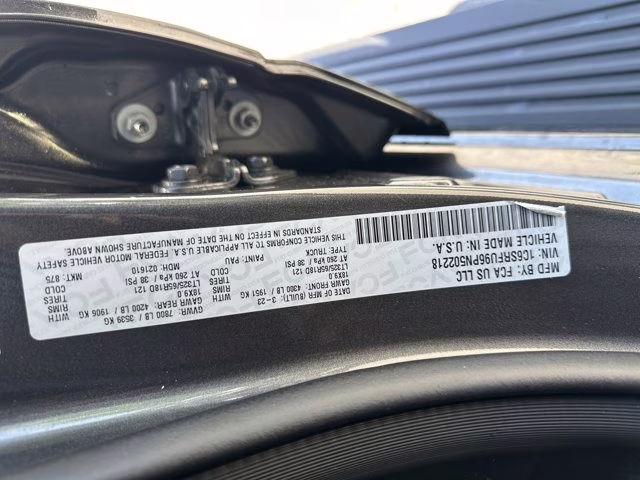 MFD. BY: FCA US LLC
DATE OF MFR (BUILT): 3-23
GVWR: 7800 LB / 3539 KG
GAWR FRONT: 4300 LB / 1951 KG
GAWR REAR: 4200 LB / 1906 KG
WITH
18X9.0
RIMS
18X9.0
RIMS
WITH
LT325/65R18D 121
LT325/65R18D 121
AT 260 kPa / 38 PSI COLD
AT 260 kPa / 38 PSI COLD
TYPE: TRUCK
PAN:
MDH: 021610
MKN: 875
THIS VEHICLE CONFORMS TO ALL APPLICABLE U.S.A. FEDERAL MOTOR VEHICLE SAFETY
STANDARDS IN EFFECT ON THE DATE OF MANUFACTURE SHOWN ABOVE.
VIN: 1C6SRFU96PN502218
VEHICLE MADE IN: U.S.A.